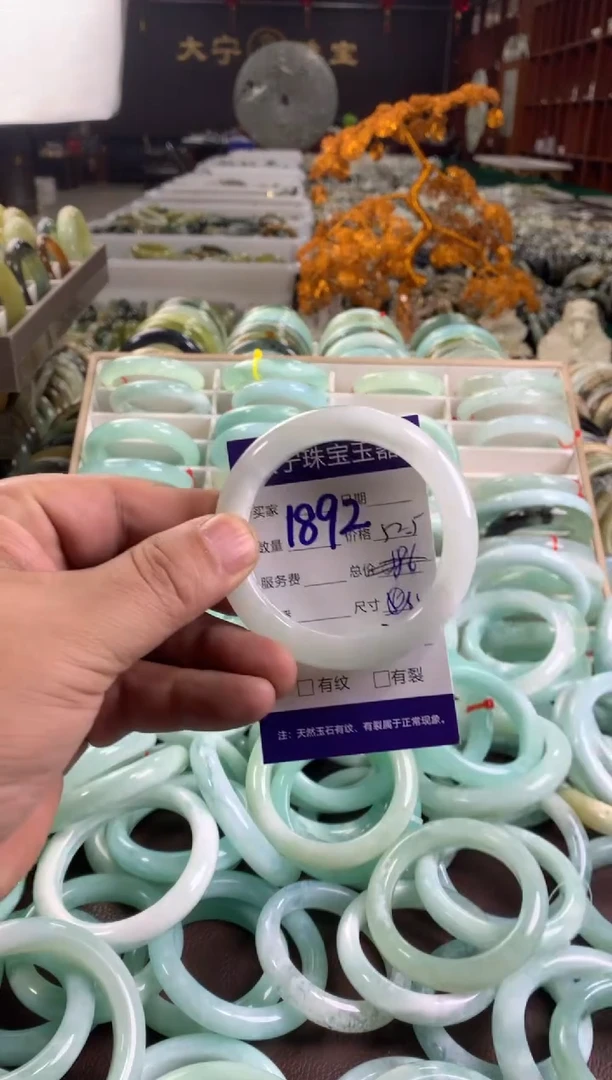 大宁 宝
宁珠宝玉器
买家 1892 日期
数量 价格
服务费 总价
尺寸
□有纹 □有裂
注:天然玉石有纹、有裂属于正常现象。